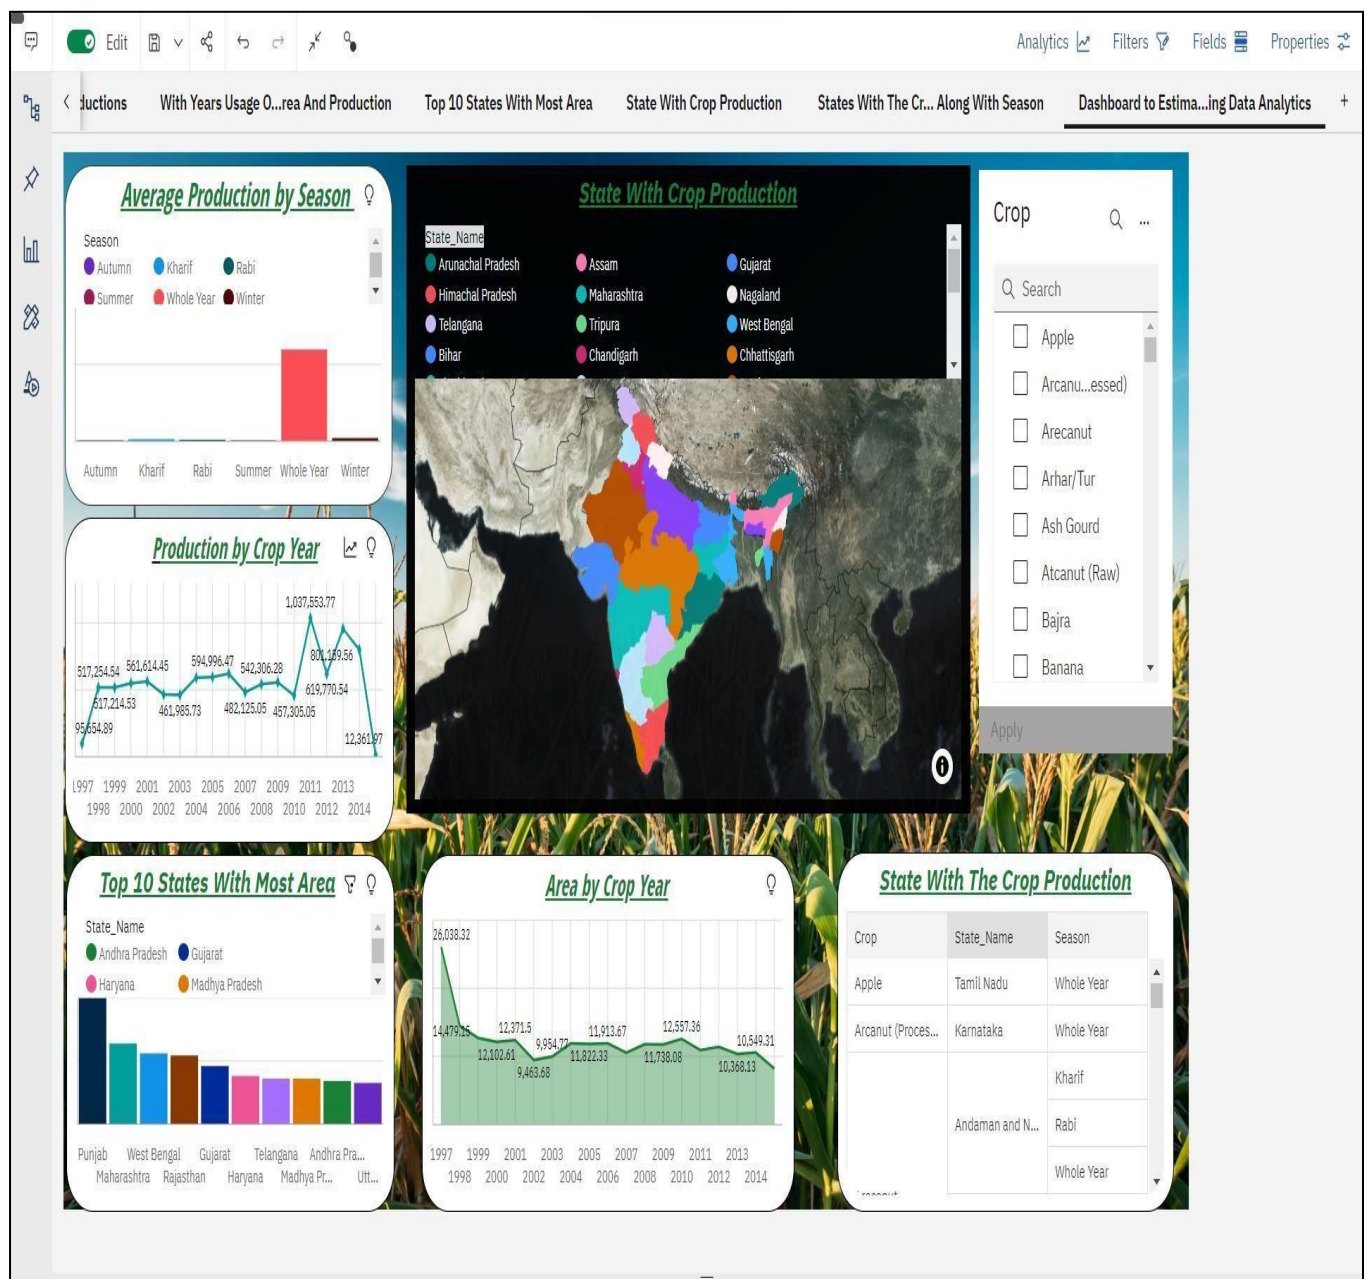 Edit
Analytics Filters Fields Properties
ductions With Years Usage O...rea And Production Top 10 States With Most Area State With Crop Production States With The Cr... Along With Season Dashboard to Estima...ing Data Analytics +
Average Production by Season
Season
Autumn Kharif Rabi
Summer Whole Year Winter
Autumn Kharif Rabi Summer Whole Year Winter
Production by Crop Year
1,037,553.77
517,254.54 561,614.45 594,996.47 542,306.28 801,159.56
517,214.53 461,985.73 482,125.05 457,305.05 619,770.54
95,654.89 12,361.97
1997 1999 2001 2003 2005 2007 2009 2011 2013
1998 2000 2002 2004 2006 2008 2010 2012 2014
Top 10 States With Most Area
State_Name
Andhra Pradesh Gujarat
Haryana Madhya Pradesh
Punjab West Bengal Gujarat Telangana Andhra Pra...
Maharashtra Rajasthan Haryana Madhya Pr... Utt...
State With Crop Production
State_Name
Arunachal Pradesh Assam Gujarat
Himachal Pradesh Maharashtra Nagaland
Telangana Tripura West Bengal
Bihar Chandigarh Chhattisgarh
Crop ...
Search
Apple
Arcanu...essed)
Arecanut
Arhar/Tur
Ash Gourd
Atcanut (Raw)
Bajra
Banana
Apply
Area by Crop Year
26,038.32
14,479.15 12,371.5 9,954.77 11,913.67 12,557.36 10,549.31
12,102.61 9,463.68 11,822.33 11,738.08 10,368.13
1997 1999 2001 2003 2005 2007 2009 2011 2013
1998 2000 2002 2004 2006 2008 2010 2012 2014
State With The Crop Production
Crop State_Name Season
Apple Tamil Nadu Whole Year
Arcanut (Proces... Karnataka Whole Year
Kharif
Andaman and N... Rabi
Whole Year